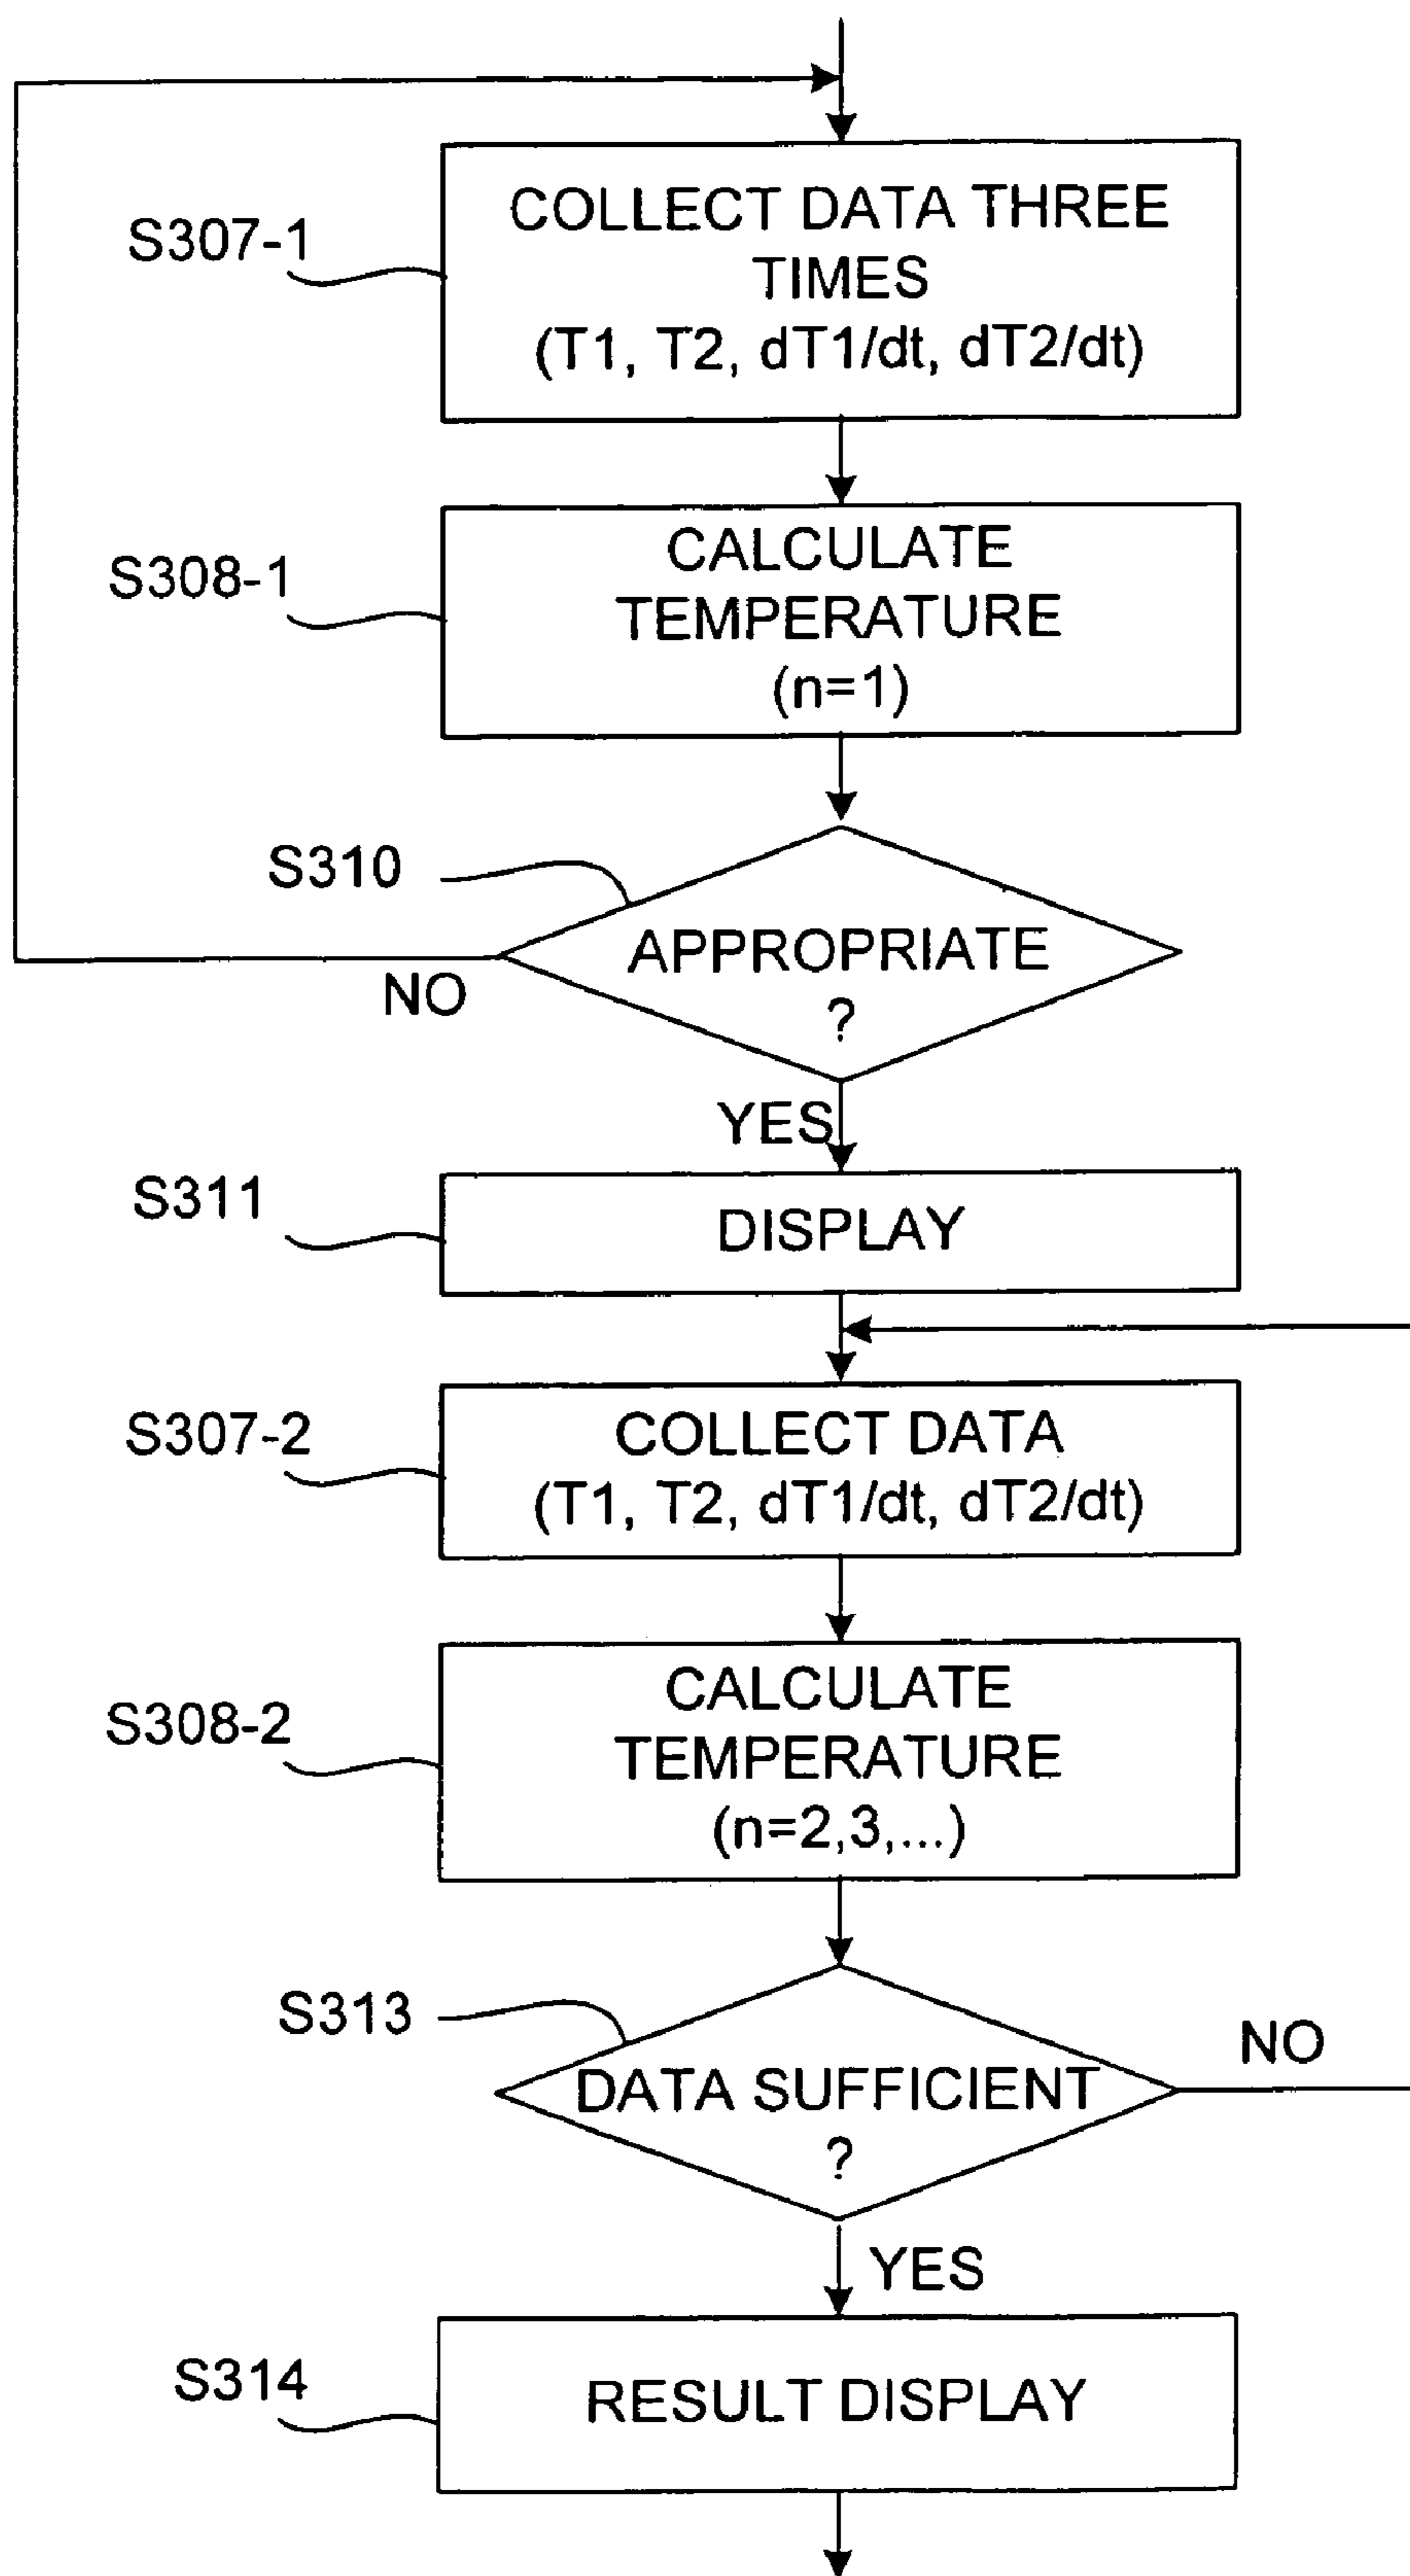 S307-1
COLLECT DATA THREE
TIMES
(T1, T2, dT1/dt, dT2/dt)
S308-1
CALCULATE
TEMPERATURE
(n=1)
S310
APPROPRIATE
?
NO
YES
S311
DISPLAY
S307-2
COLLECT DATA
(T1, T2, dT1/dt, dT2/dt)
S308-2
CALCULATE
TEMPERATURE
(n=2,3,...)
S313
DATA SUFFICIENT
?
NO
YES
S314
RESULT DISPLAY